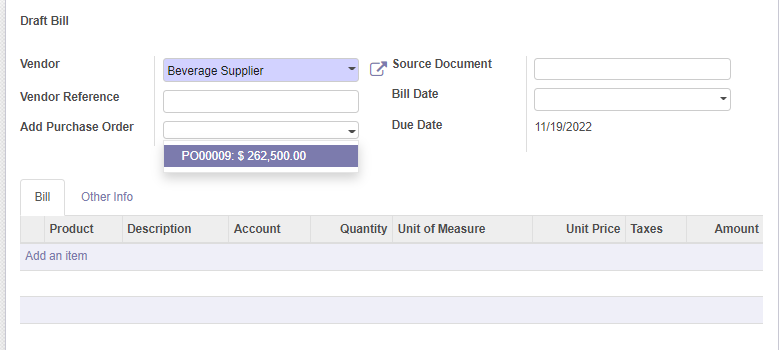 Draft Bill
Vendor Beverage Supplier Source Document
Vendor Reference Bill Date
Add Purchase Order Due Date 11/19/2022
PO00009: $ 262,500.00
Bill Other Info
Product Description Account Quantity Unit of Measure Unit Price Taxes Amount
Add an item